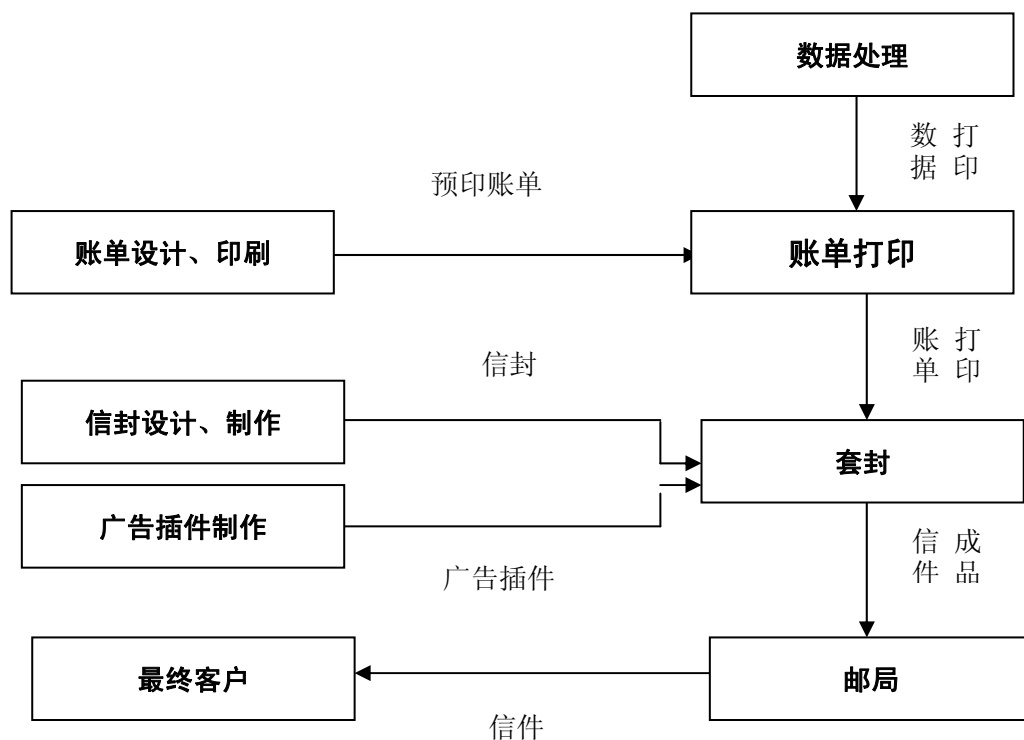 数据处理
数 打
据 印
预印账单
账单设计、印刷
账单打印
账 打
单 印
信封
信封设计、制作
套封
广告插件制作
信 成
件 品
广告插件
最终客户
邮局
信件